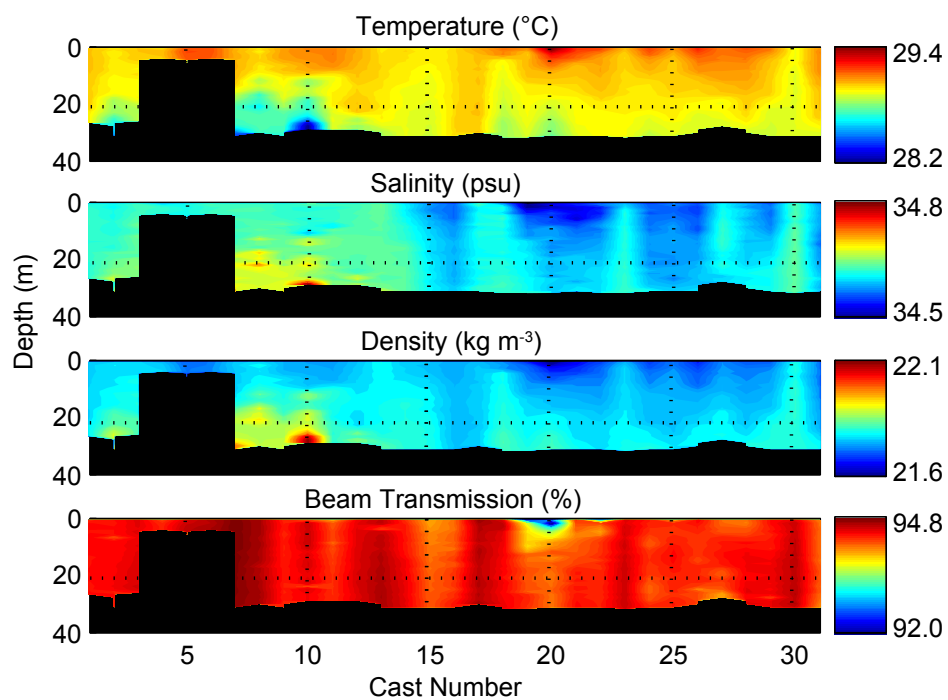 Temperature (°C)
0
20
40
29.4
28.2
Salinity (psu)
0
20
40
34.8
34.5
Depth (m)
Density (kg m⁻³)
0
20
40
22.1
21.6
Beam Transmission (%)
0
20
40
94.8
92.0
5 10 15 20 25 30
Cast Number